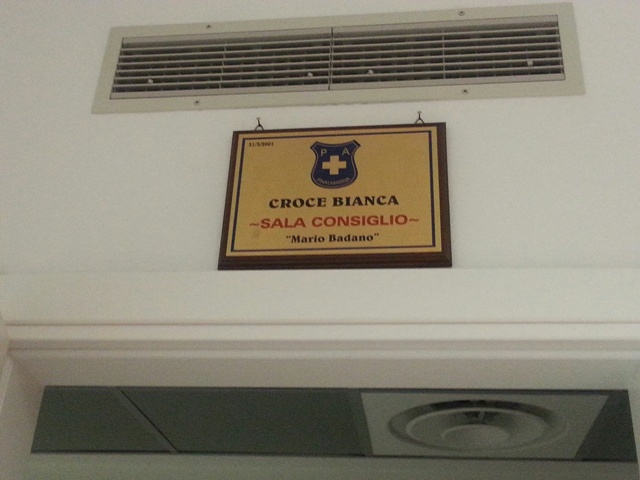 P A
CROCE BIANCA
~SALA CONSIGLIO~
"Mario Badano"